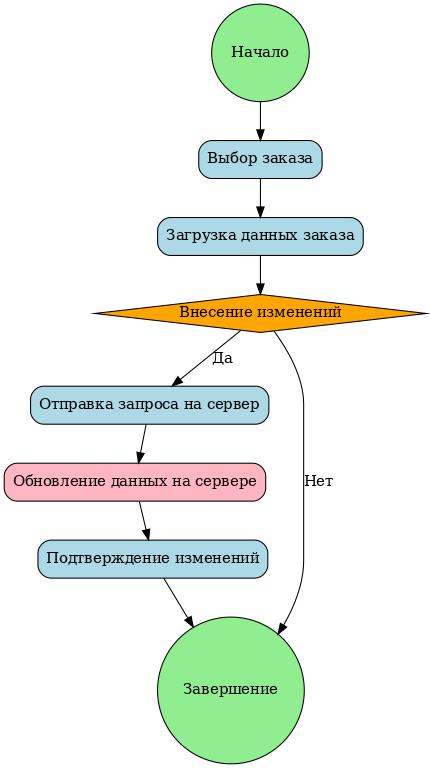 Начало
Выбор заказа
Загрузка данных заказа
Внесение изменений
Да
Отправка запроса на сервер
Обновление данных на сервере
Нет
Подтверждение изменений
Завершение